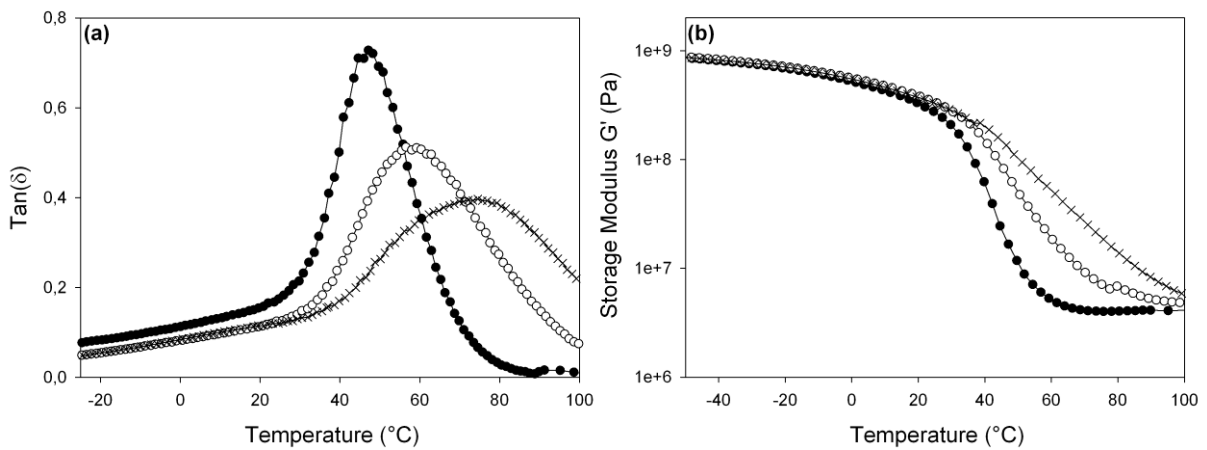 (a)
0,8
0,6
0,4
0,2
0,0
Tan(δ)
-20 0 20 40 60 80 100
Temperature (°C)
(b)
1e+9
1e+8
1e+7
1e+6
Storage Modulus G' (Pa)
-40 -20 0 20 40 60 80 100
Temperature (°C)